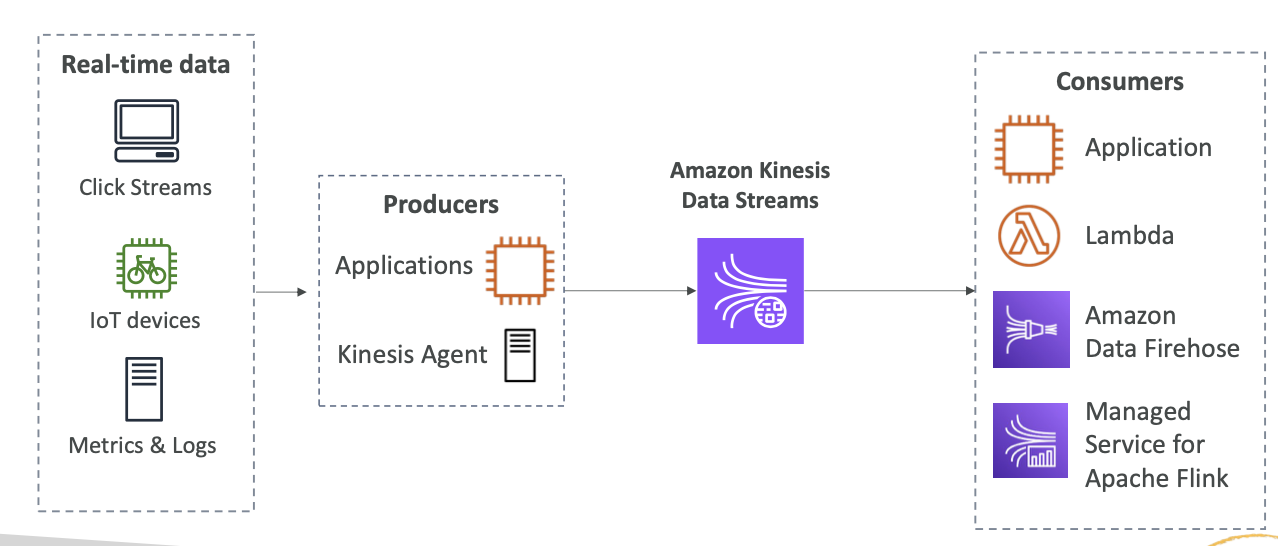 Real-time data
Click Streams
IoT devices
Metrics & Logs
Producers
Applications
Kinesis Agent
Amazon Kinesis
Data Streams
Consumers
Application
Lambda
Amazon
Data Firehose
Managed
Service for
Apache Flink